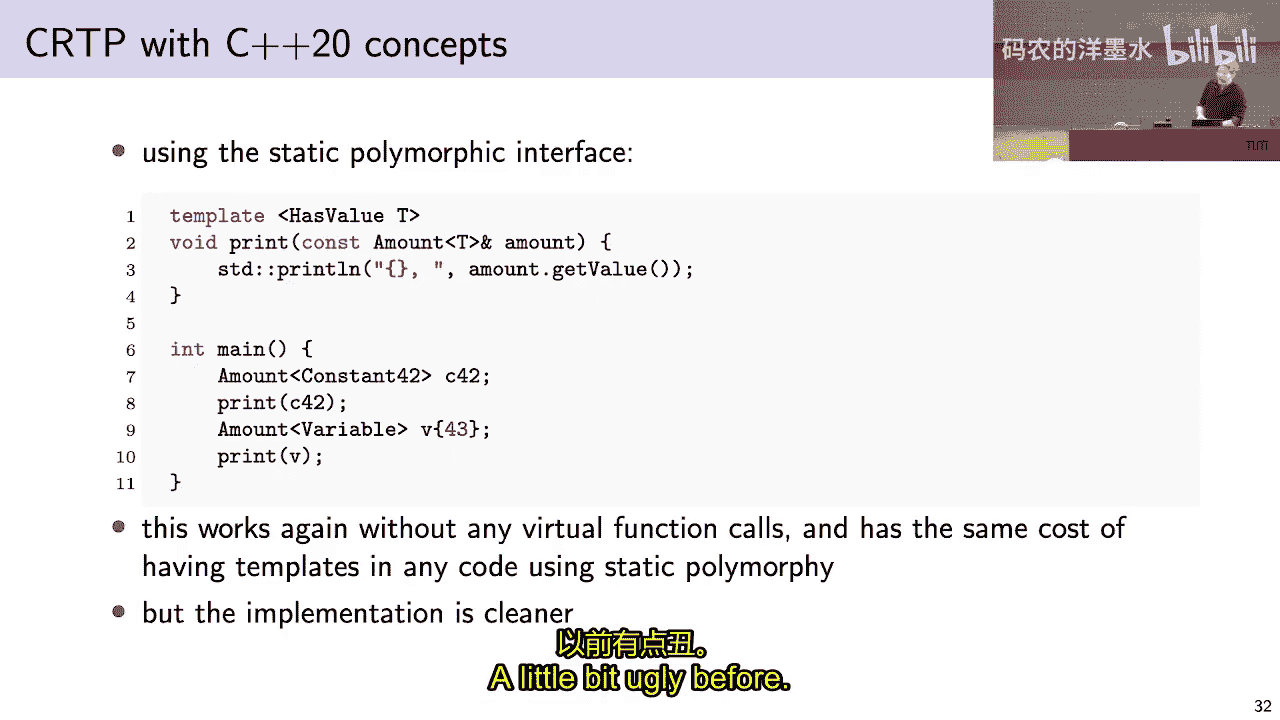 CRTP with C++20 concepts
码农的洋墨水 bilibili
TUM
using the static polymorphic interface:
1 template <HasValue T>
2 void print(const Amount<T>& amount) {
3 std::println("{}, ", amount.getValue());
4 }
5
6 int main() {
7 Amount<Constant42> c42;
8 print(c42);
9 Amount<Variable> v{43};
10 print(v);
11 }
this works again without any virtual function calls, and has the same cost of
having templates in any code using static polymorphy
but the implementation is cleaner
以前有点丑。
A little bit ugly before.
32